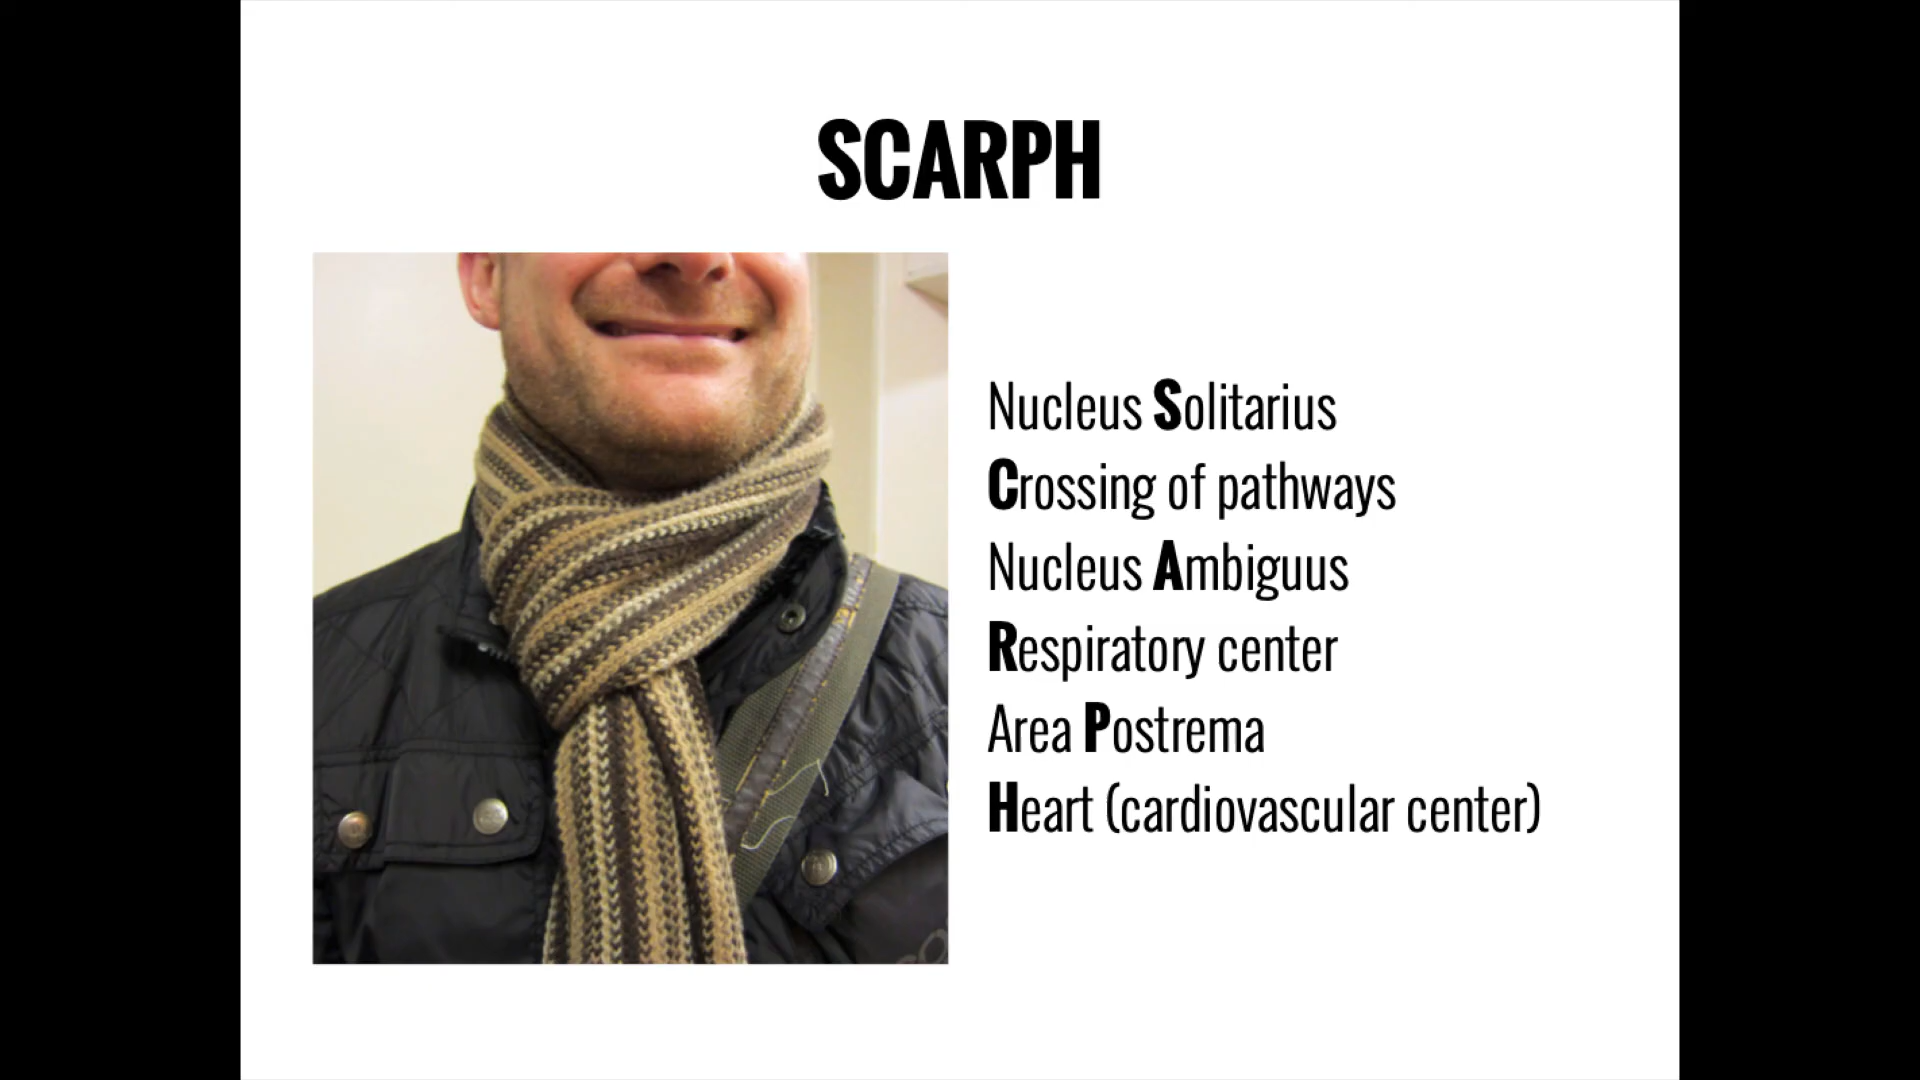 SCARPH
Nucleus Solitarius
Crossing of pathways
Nucleus Ambiguus
Respiratory center
Area Postrema
Heart (cardiovascular center)